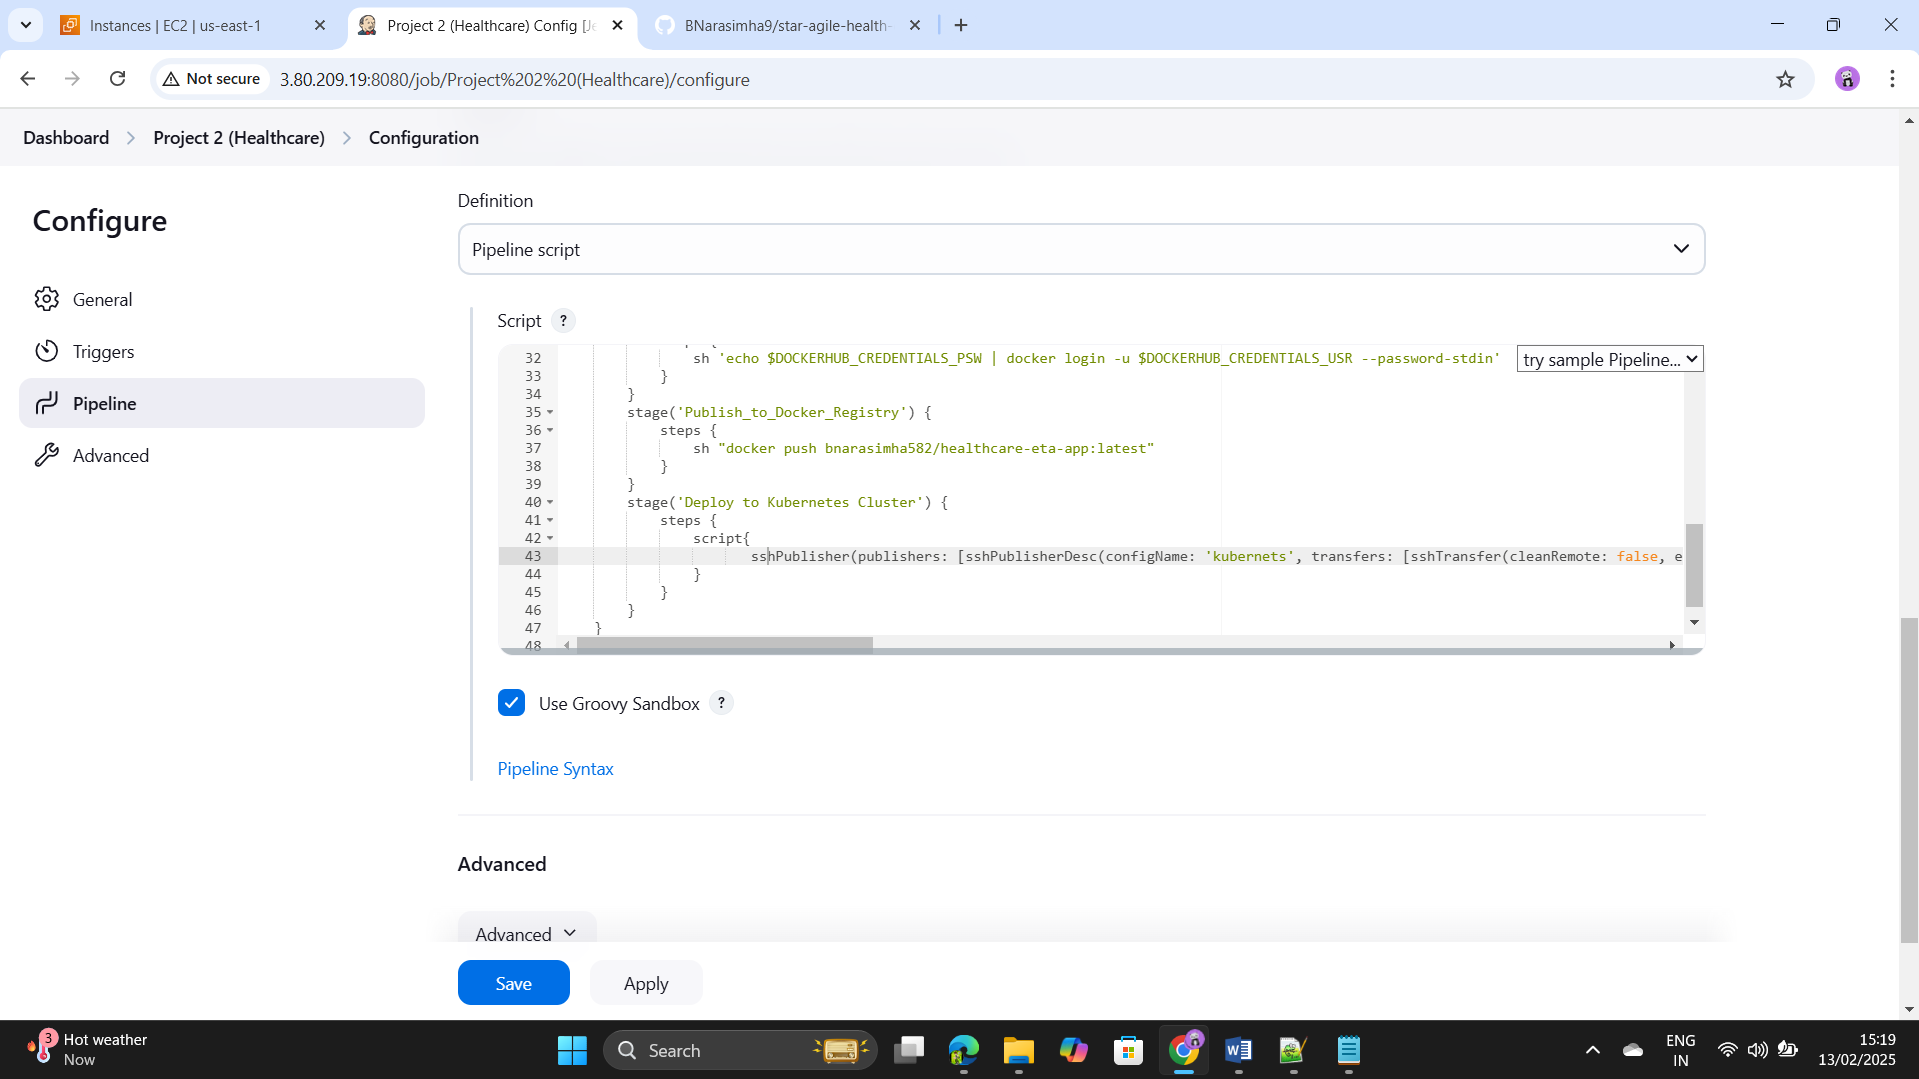 Instances | EC2 | us-east-1
Project 2 (Healthcare) Config [Je
BNarasimha9/star-agile-health-
Not secure
3.80.209.19:8080/job/Project%202%20(Healthcare)/configure
Dashboard
Project 2 (Healthcare)
Configuration
Configure
General
Triggers
Pipeline
Advanced
Definition
Pipeline script
Script ?
try sample Pipeline...
32 sh 'echo $DOCKERHUB_CREDENTIALS_PSW | docker login -u $DOCKERHUB_CREDENTIALS_USR --password-stdin'
33 }
34 }
35 stage('Publish_to_Docker_Registry') {
36 steps {
37 sh "docker push bnarasimha582/healthcare-eta-app:latest"
38 }
39 }
40 stage('Deploy to Kubernetes Cluster') {
41 steps {
42 script{
43 sshPublisher(publishers: [sshPublisherDesc(configName: 'kubernets', transfers: [sshTransfer(cleanRemote: false, e
44 }
45 }
46 }
47 }
48
Use Groovy Sandbox ?
Pipeline Syntax
Advanced
Advanced
Save
Apply
3
Hot weather
Now
Search
ENG
IN
15:19
13/02/2025